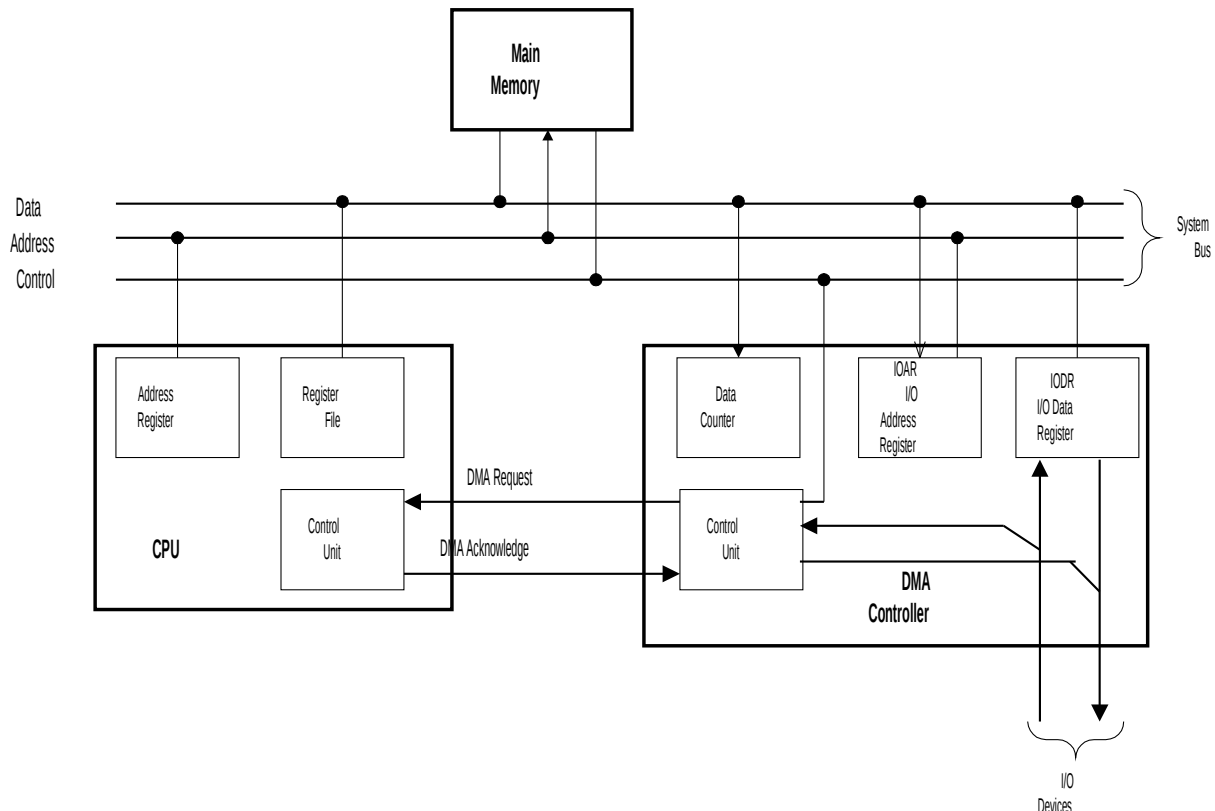 Main
Memory
Data
Address
Control
System
Bus
Address
Register
Register
File
Data
Counter
IOAR
I/O
Address
Register
IODR
I/O Data
Register
DMA Request
Control
Unit
CPU
DMA Acknowledge
Control
Unit
DMA
Controller
I/O
Devices